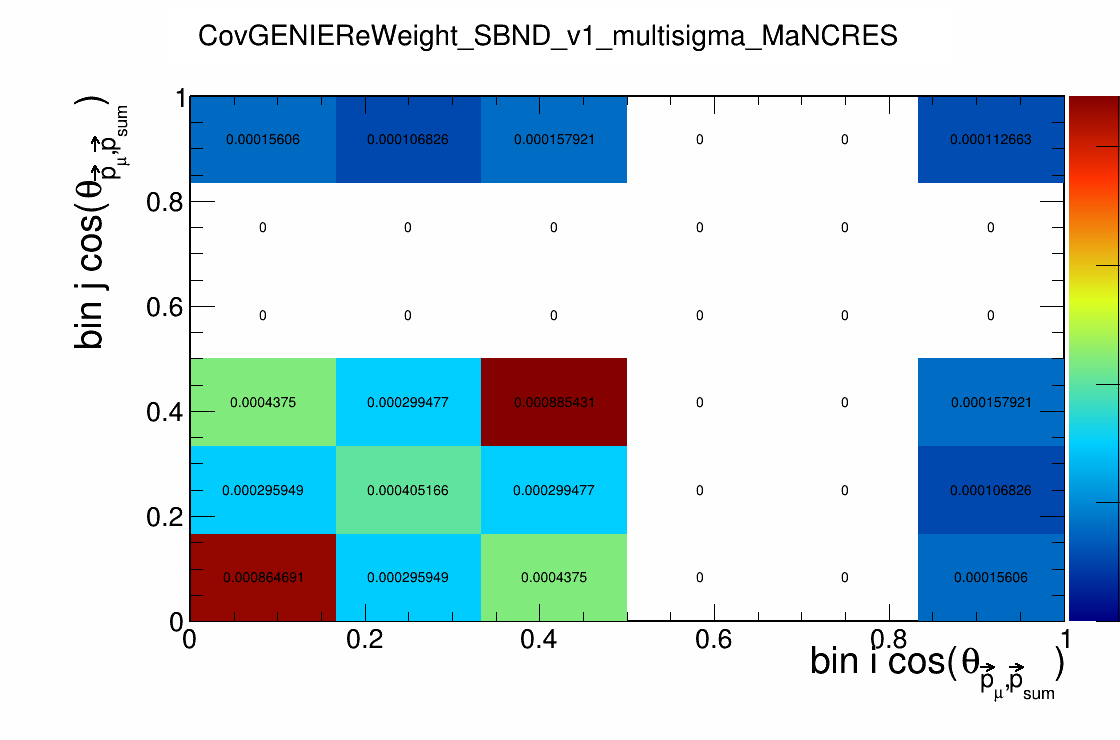 CovGENIEReWeight_SBND_v1_multisigma_MaNCRES
bin j cos(θ p μ, p sum)
1
0.00015606 0.000106826 0.000157921 0 0 0.000112663
0.8
0 0 0 0 0 0
0.6
0 0 0 0 0 0
0.4
0.0004375 0.000299477 0.000885431 0 0 0.000157921
0.000295949 0.000405166 0.000299477 0 0 0.000106826
0.2
0.000864691 0.000295949 0.0004375 0 0 0.00015606
0
0 0.2 0.4 0.6 0.8 1
bin i cos(θ p μ, p sum)